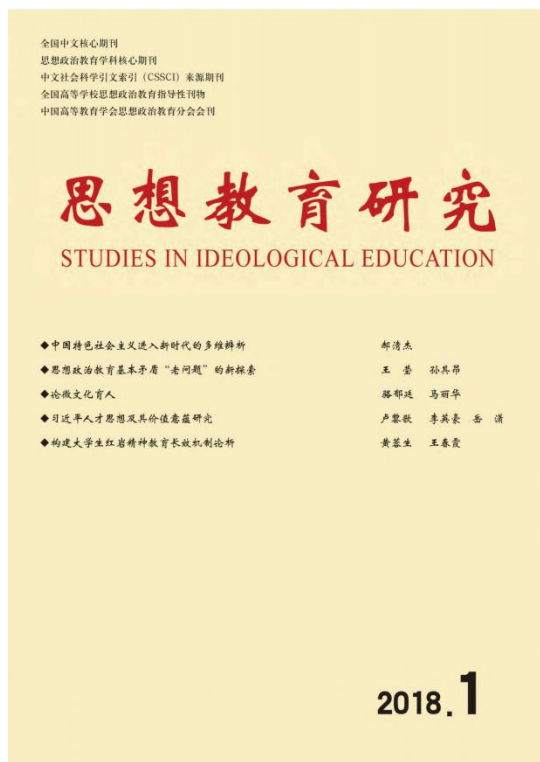 全国中文核心期刊
思想政治教育学科核心期刊
中文社会科学引文索引（CSSCI）来源期刊
全国高等学校思想政治教育指导性刊物
中国高等教育学会思想政治教育分会会刊
思想教育研究
STUDIES IN IDEOLOGICAL EDUCATION
◆中国特色社会主义进入新时代的多维辨析 郝清杰
◆思想政治教育基本矛盾“老问题”的新探索 王 莹 孙其昂
◆论微文化育人 骆郁廷 马丽华
◆习近平人才思想及其价值意蕴研究 卢黎歌 李英豪 岳 潇
◆构建大学生红岩精神教育长效机制论析 黄蓉生 王春霞
2018.1